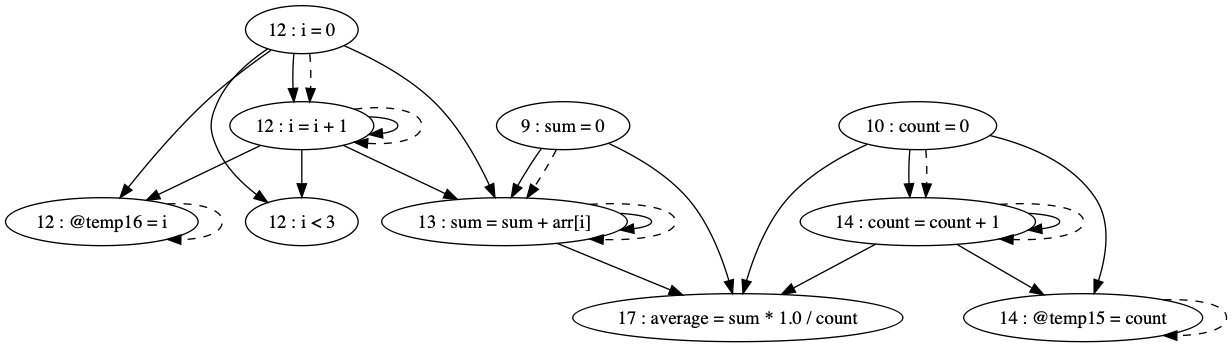 12 : i = 0
12 : i = i + 1
9 : sum = 0
10 : count = 0
12 : @temp16 = i
12 : i < 3
13 : sum = sum + arr[i]
14 : count = count + 1
17 : average = sum * 1.0 / count
14 : @temp15 = count